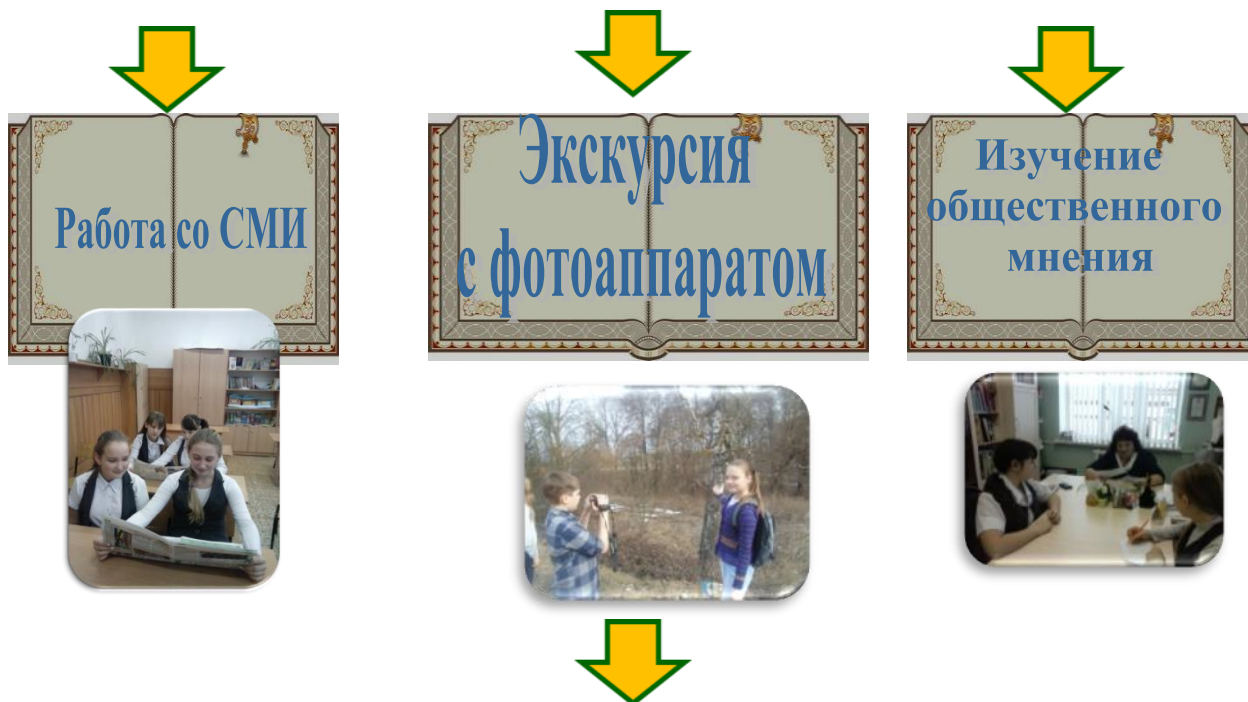 Работа со СМИ
Экскурсия
с фотоаппаратом
Изучение
общественного
мнения